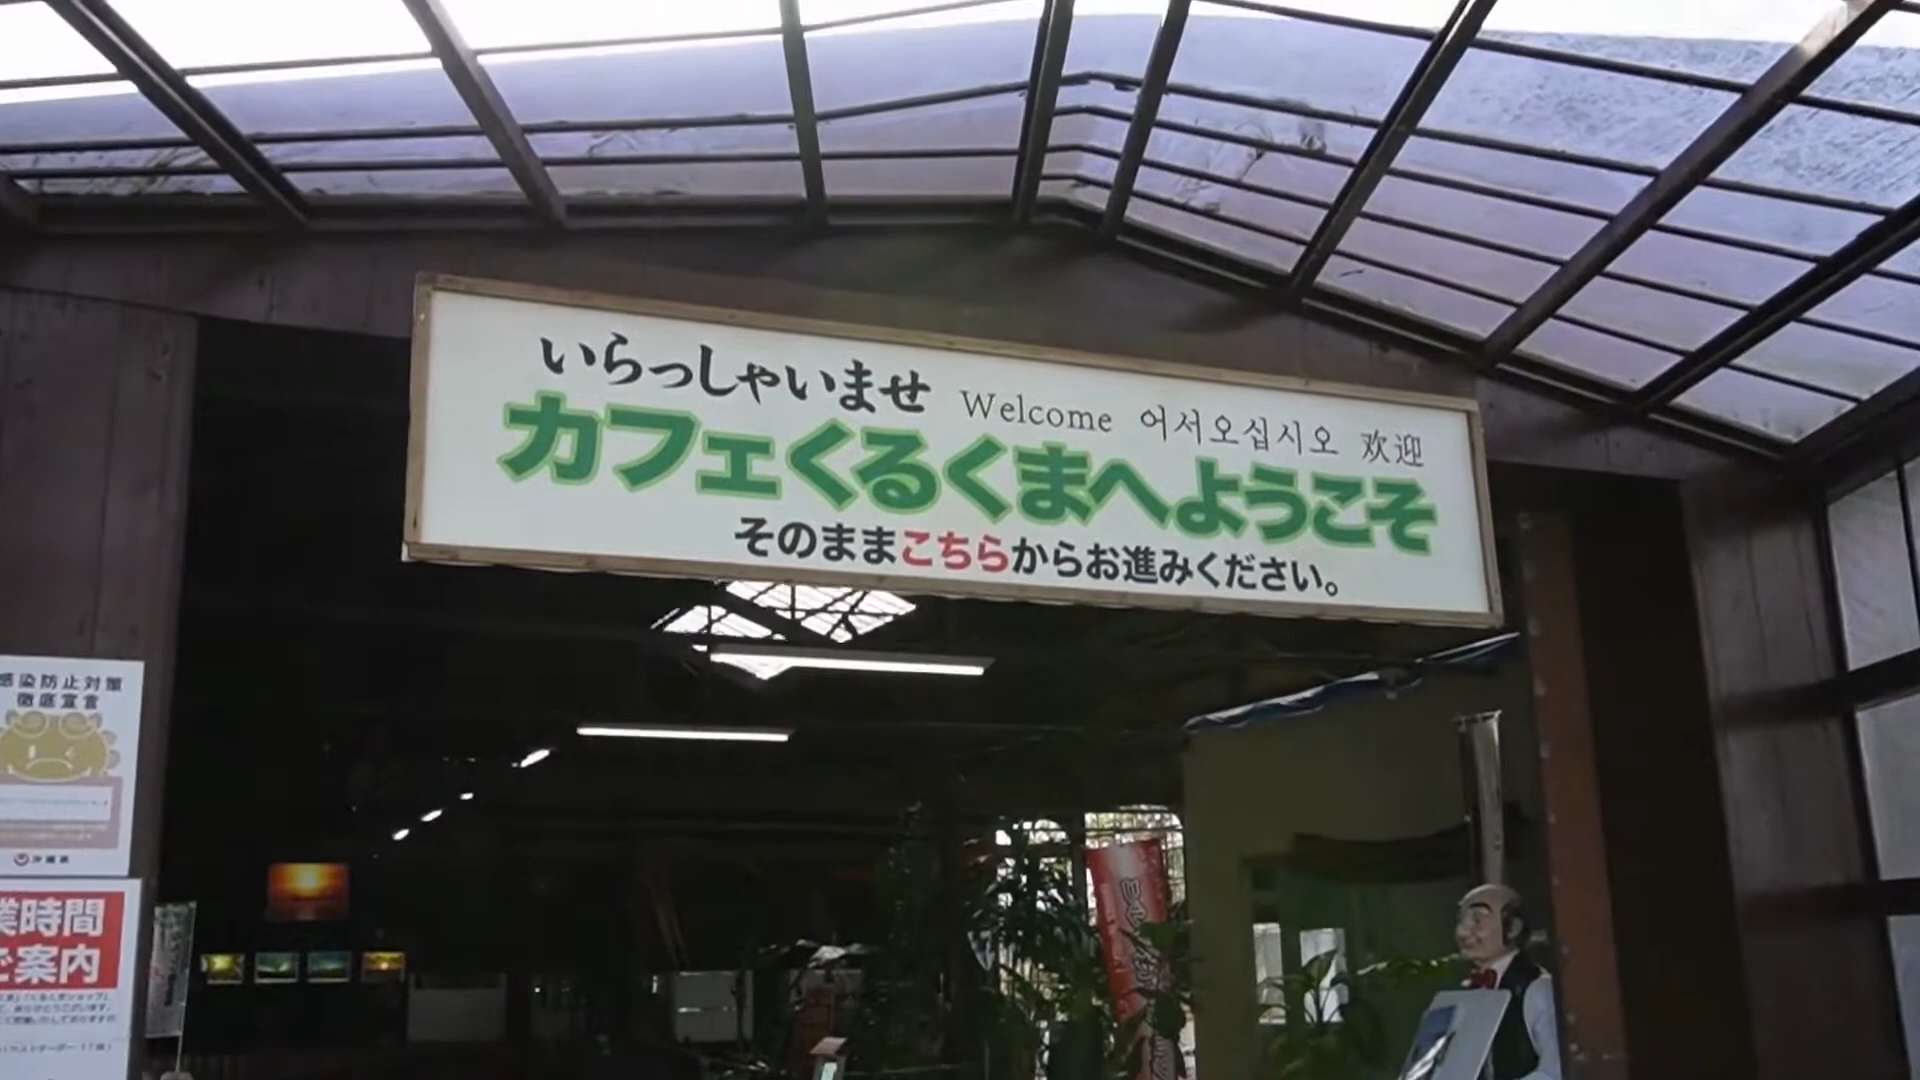 いらっしゃいませ Welcome 어서오십시오 欢迎
カフェくるくまへようこそ
そのままこちらからお進みください。
感染防止対策
徹底宣言
沖縄県
業時間
ご案内